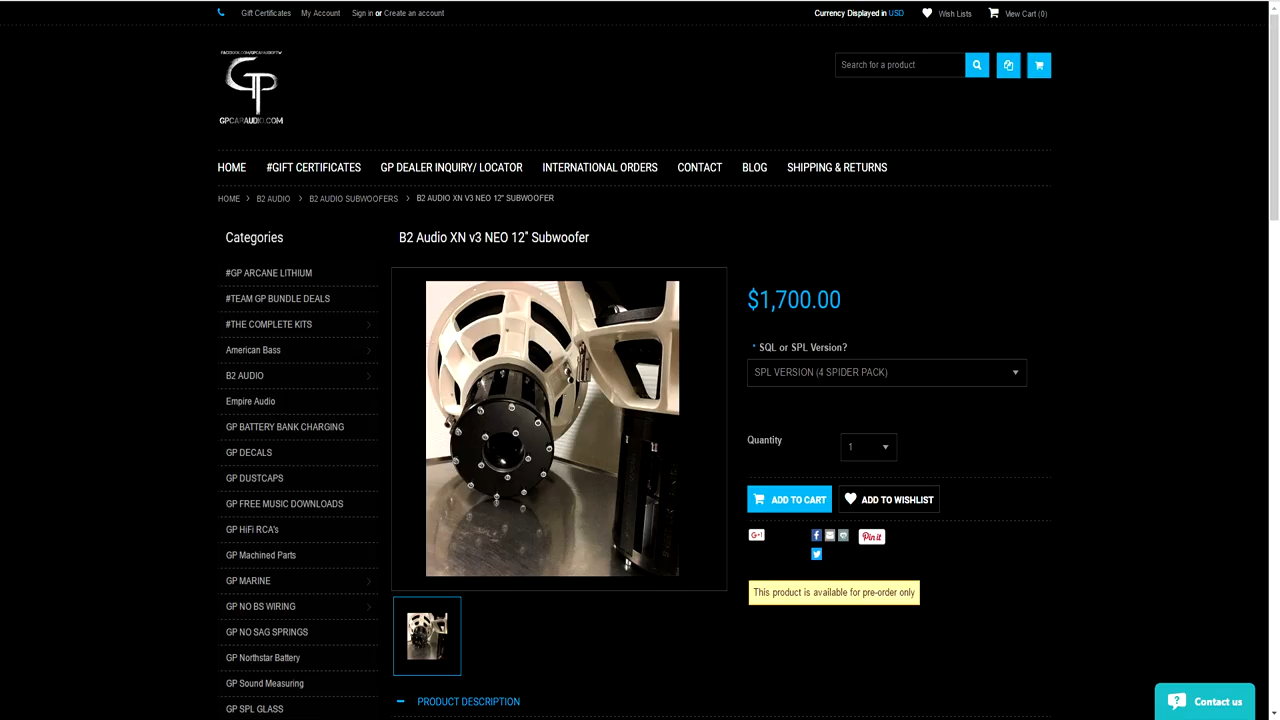 Gift Certificates My Account Sign in or Create an account
Currency Displayed in USD Wish Lists View Cart (0)
FACEBOOK.COM/GPCARAUDIOFTW
GP
GPCARAUDIO.COM
Search for a product
HOME #GIFT CERTIFICATES GP DEALER INQUIRY/ LOCATOR INTERNATIONAL ORDERS CONTACT BLOG SHIPPING & RETURNS
HOME > B2 AUDIO > B2 AUDIO SUBWOOFERS > B2 AUDIO XN V3 NEO 12" SUBWOOFER
Categories
#GP ARCANE LITHIUM
#TEAM GP BUNDLE DEALS
#THE COMPLETE KITS
American Bass
B2 AUDIO
Empire Audio
GP BATTERY BANK CHARGING
GP DECALS
GP DUSTCAPS
GP FREE MUSIC DOWNLOADS
GP HiFi RCA's
GP Machined Parts
GP MARINE
GP NO BS WIRING
GP NO SAG SPRINGS
GP Northstar Battery
GP Sound Measuring
GP SPL GLASS
B2 Audio XN v3 NEO 12" Subwoofer
$1,700.00
* SQL or SPL Version?
SPL VERSION (4 SPIDER PACK)
Quantity 1
ADD TO CART ADD TO WISHLIST
G+1 f Pin it
This product is available for pre-order only
PRODUCT DESCRIPTION
Contact us